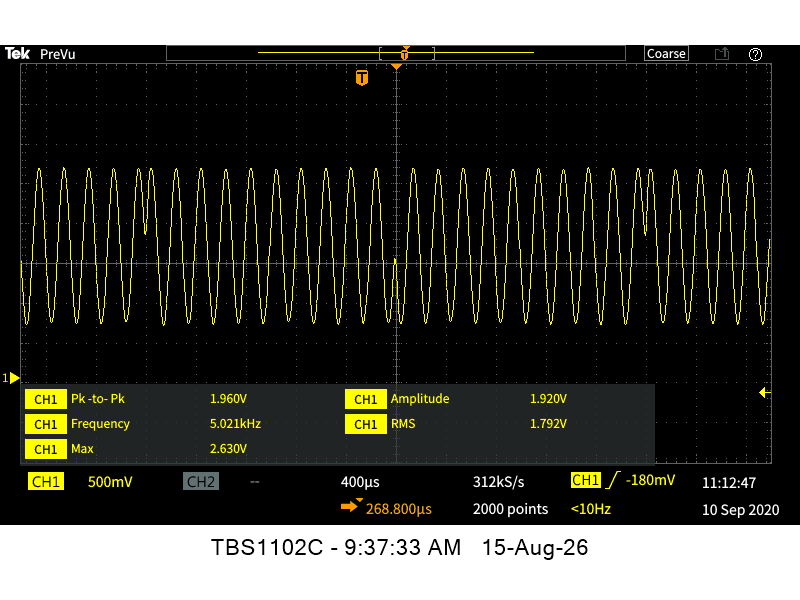 Tek PreVu T Coarse ?
T
1
CH1 Pk -to- Pk 1.960V CH1 Amplitude 1.920V
CH1 Frequency 5.021kHz CH1 RMS 1.792V
CH1 Max 2.630V
CH1 500mV CH2 -- 400µs 312kS/s CH1 -180mV 11:12:47
268.800µs 2000 points <10Hz 10 Sep 2020
TBS1102C - 9:37:33 AM 15-Aug-26